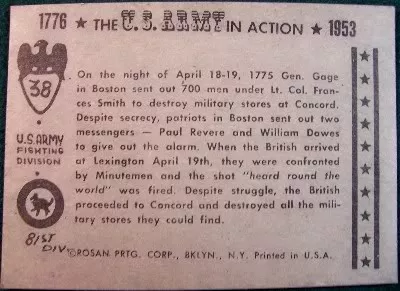 1776 ★ THE U.S. ARMY IN ACTION ★ 1953
38
On the night of April 18-19, 1775 Gen. Gage
in Boston sent out 700 men under Lt. Col. Fran-
ces Smith to destroy military stores at Concord.
Despite secrecy, patriots in Boston sent out two
messengers — Paul Revere and William Dawes
to give out the alarm. When the British arrived
at Lexington April 19th, they were confronted
by Minutemen and the shot "heard round the
world" was fired. Despite struggle, the British
proceeded to Concord and destroyed all the mili-
tary stores they could find.
U.S. ARMY
FIGHTING
DIVISION
81ST
DIV.
©ROSAN PRTG. CORP., BKLYN., N.Y. Printed in U.S.A.